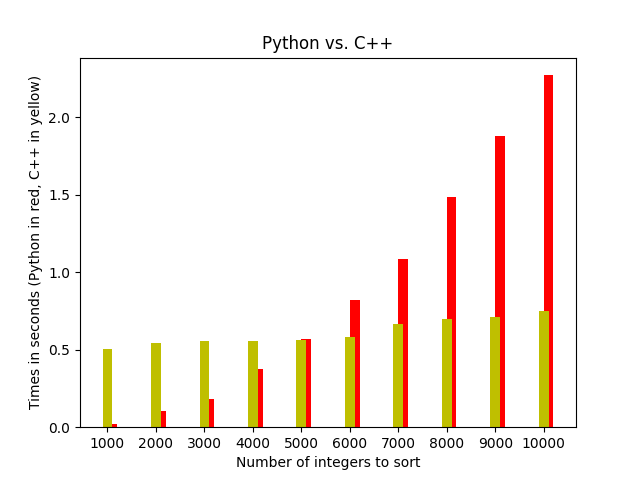 Python vs. C++
Times in seconds (Python in red, C++ in yellow)
2.0
1.5
1.0
0.5
0.0
1000 2000 3000 4000 5000 6000 7000 8000 9000 10000
Number of integers to sort